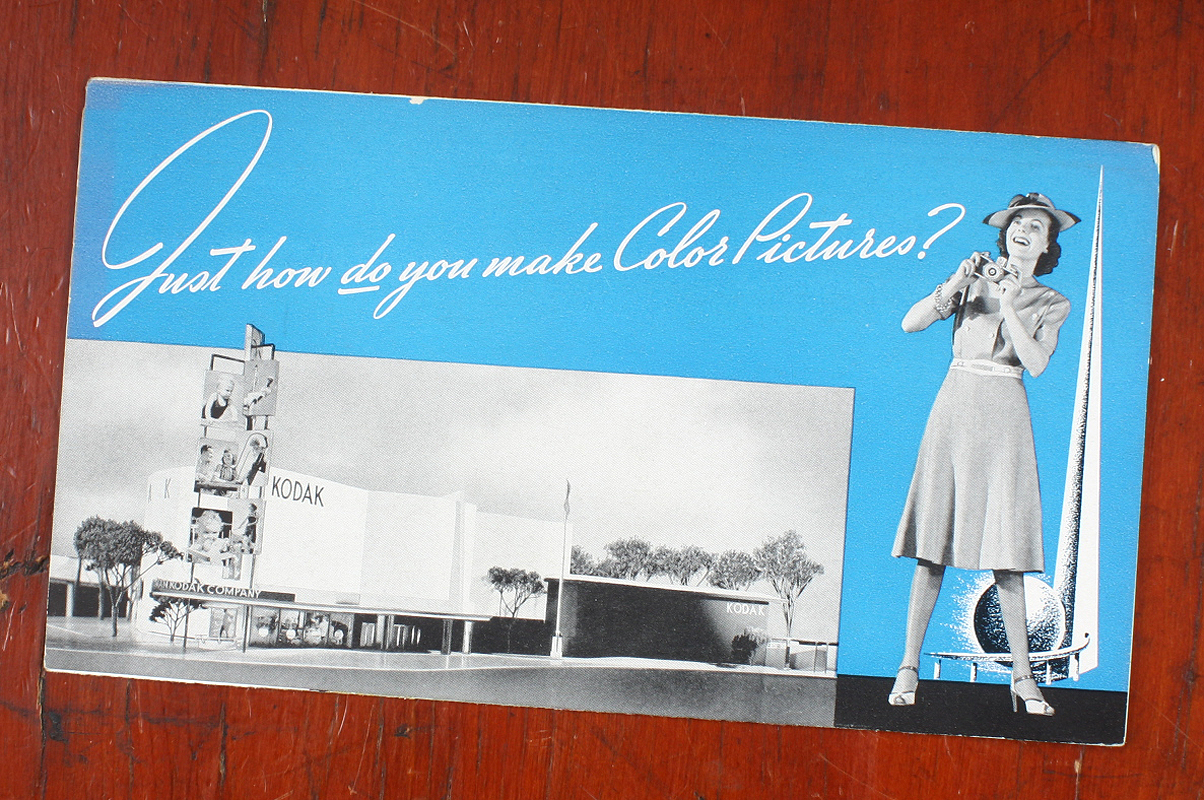 Just how do you make Color Pictures?
K
KODAK
KODAK COMPANY
KODAK